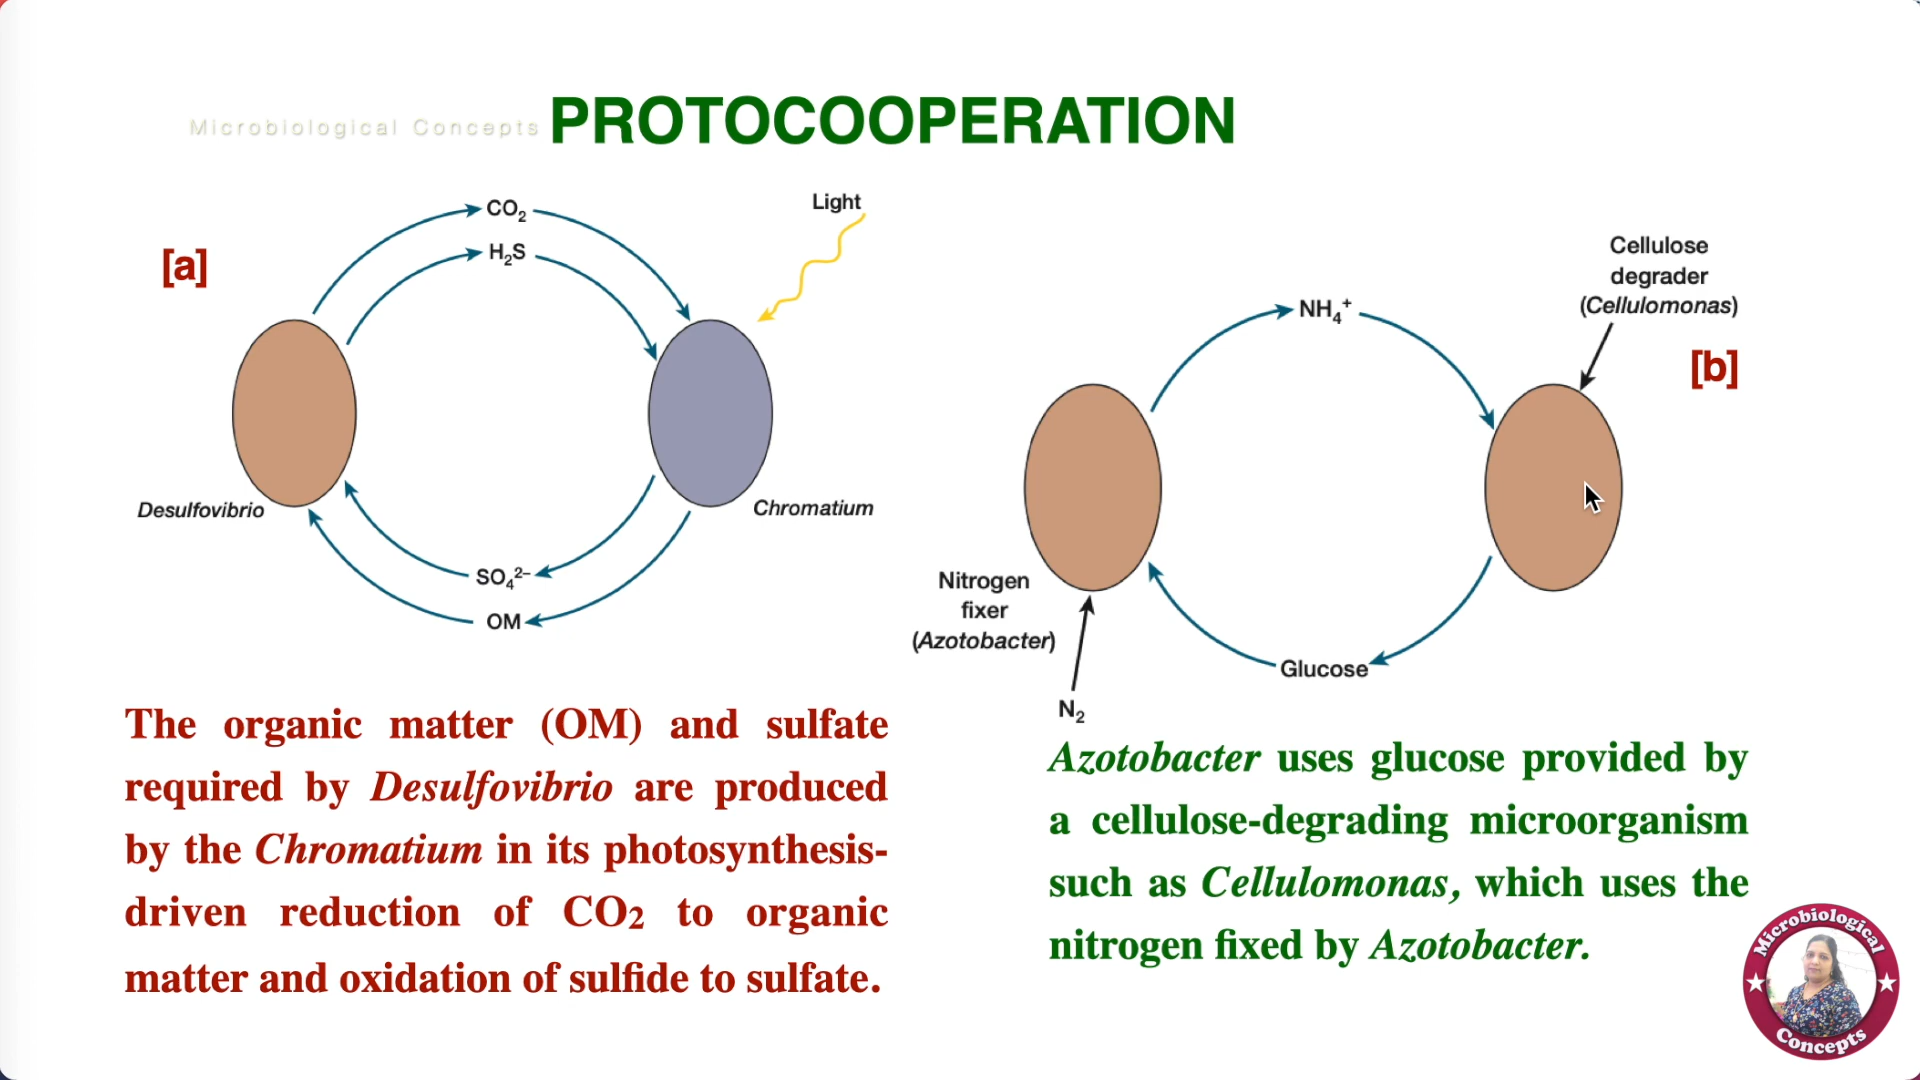 Microbiological Concepts PROTOCOOPERATION
[a]
CO₂
H₂S
Light
Desulfovibrio
Chromatium
SO₄²⁻
OM
The organic matter (OM) and sulfate
required by Desulfovibrio are produced
by the Chromatium in its photosynthesis-
driven reduction of CO2 to organic
matter and oxidation of sulfide to sulfate.
Cellulose
degrader
(Cellulomonas)
[b]
NH₄⁺
Nitrogen
fixer
(Azotobacter)
Glucose
N₂
Azotobacter uses glucose provided by
a cellulose-degrading microorganism
such as Cellulomonas, which uses the
nitrogen fixed by Azotobacter.
Microbiological
Concepts